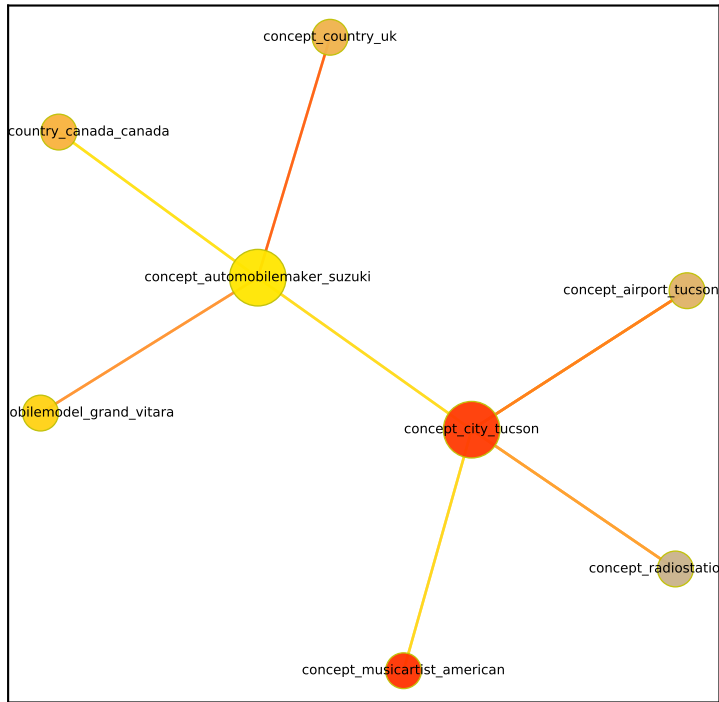 concept_country_uk
country_canada_canada
concept_automobilemaker_suzuki
concept_airport_tucson
obilemodel_grand_vitara
concept_city_tucson
concept_radiostatio
concept_musicartist_american